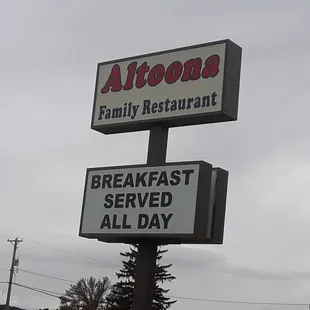 Altoona
Family Restaurant
BREAKFAST
SERVED
ALL DAY